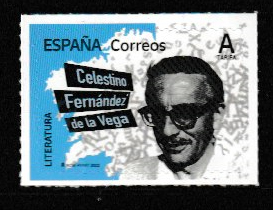 ESPAÑA Correos
A
TARIFA
Celestino
Fernández
de la Vega
LITERATURA